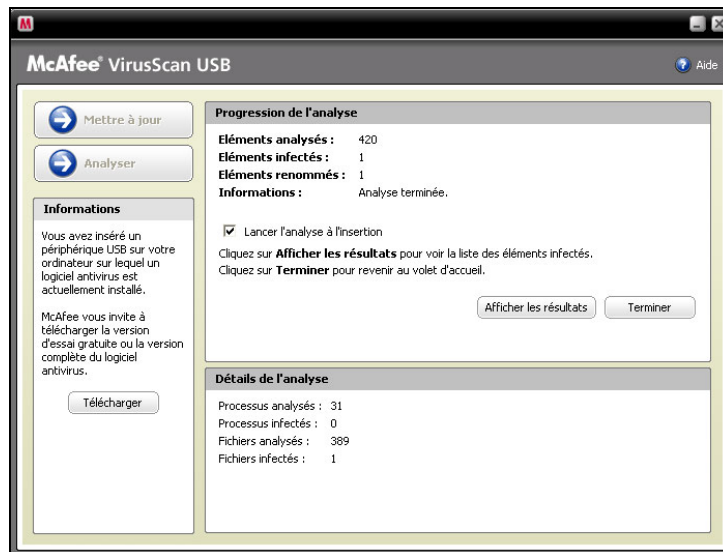 M
McAfee® VirusScan USB
Aide
Mettre à jour
Analyser
Informations
Vous avez inséré un
périphérique USB sur votre
ordinateur sur lequel un
logiciel antivirus est
actuellement installé.
McAfee vous invite à
télécharger la version
d'essai gratuite ou la version
complète du logiciel
antivirus.
Télécharger
Progression de l'analyse
Eléments analysés : 420
Eléments infectés : 1
Eléments renommés : 1
Informations : Analyse terminée.
Lancer l'analyse à l'insertion
Cliquez sur Afficher les résultats pour voir la liste des éléments infectés.
Cliquez sur Terminer pour revenir au volet d'accueil.
Afficher les résultats Terminer
Détails de l'analyse
Processus analysés : 31
Processus infectés : 0
Fichiers analysés : 389
Fichiers infectés : 1